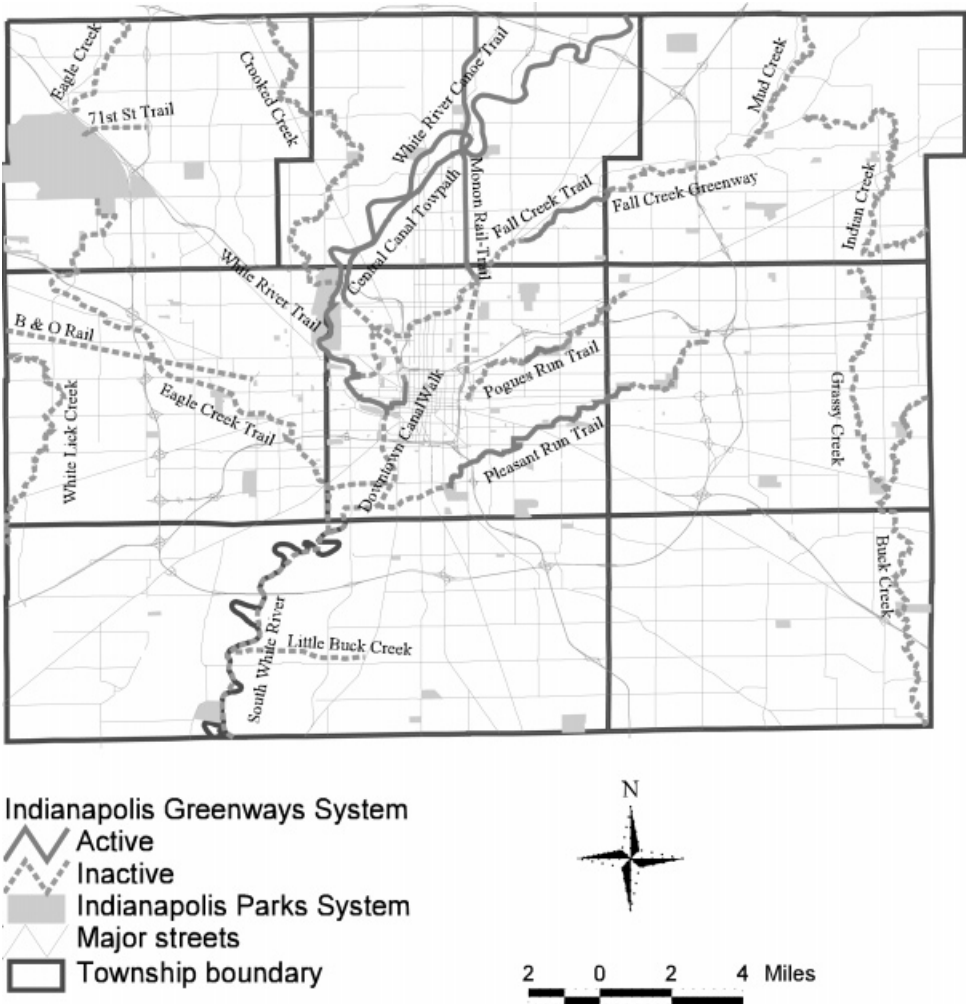 Eagle Creek
71st St Trail
Crooked Creek
White River Canoe Trail
Mud Creek
Central Canal Towpath
Monon Rail-Trail
Fall Creek Trail
Fall Creek Greenway
Indian Creek
White River Trail
B & O Rail
Eagle Creek Trail
White Lick Creek
Downtown CanalWalk
Pogues Run Trail
Pleasant Run Trail
Grassy Creek
Buck Creek
South White River
Little Buck Creek
Indianapolis Greenways System
Active
Inactive
Indianapolis Parks System
Major streets
Township boundary
N
2 0 2 4 Miles